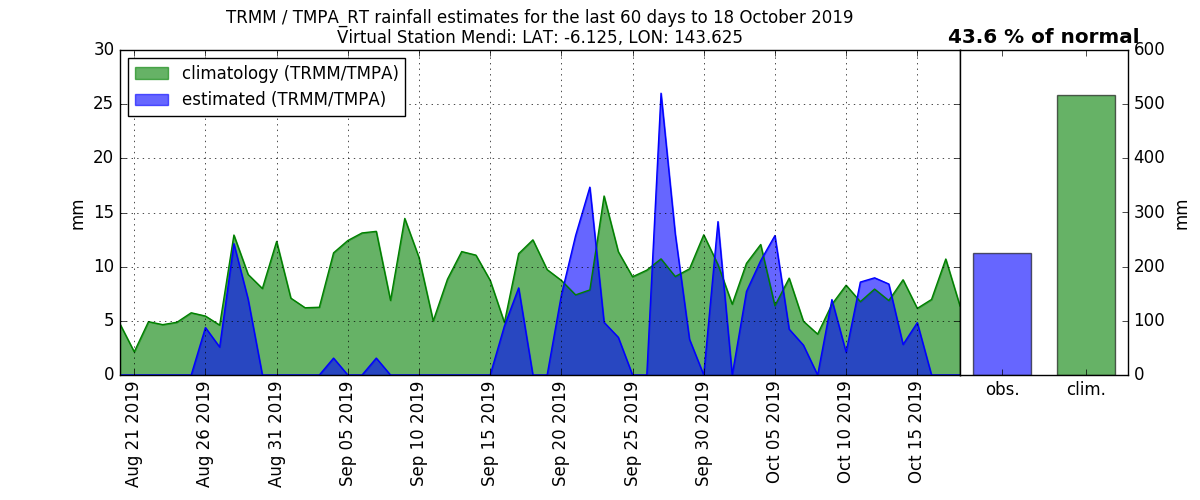 TRMM / TMPA_RT rainfall estimates for the last 60 days to 18 October 2019
Virtual Station Mendi: LAT: -6.125, LON: 143.625
43.6 % of normal
climatology (TRMM/TMPA)
estimated (TRMM/TMPA)
30
25
20
15
10
5
0
mm
600
500
400
300
200
100
0
mm
Aug 21 2019
Aug 26 2019
Aug 31 2019
Sep 05 2019
Sep 10 2019
Sep 15 2019
Sep 20 2019
Sep 25 2019
Sep 30 2019
Oct 05 2019
Oct 10 2019
Oct 15 2019
obs.
clim.